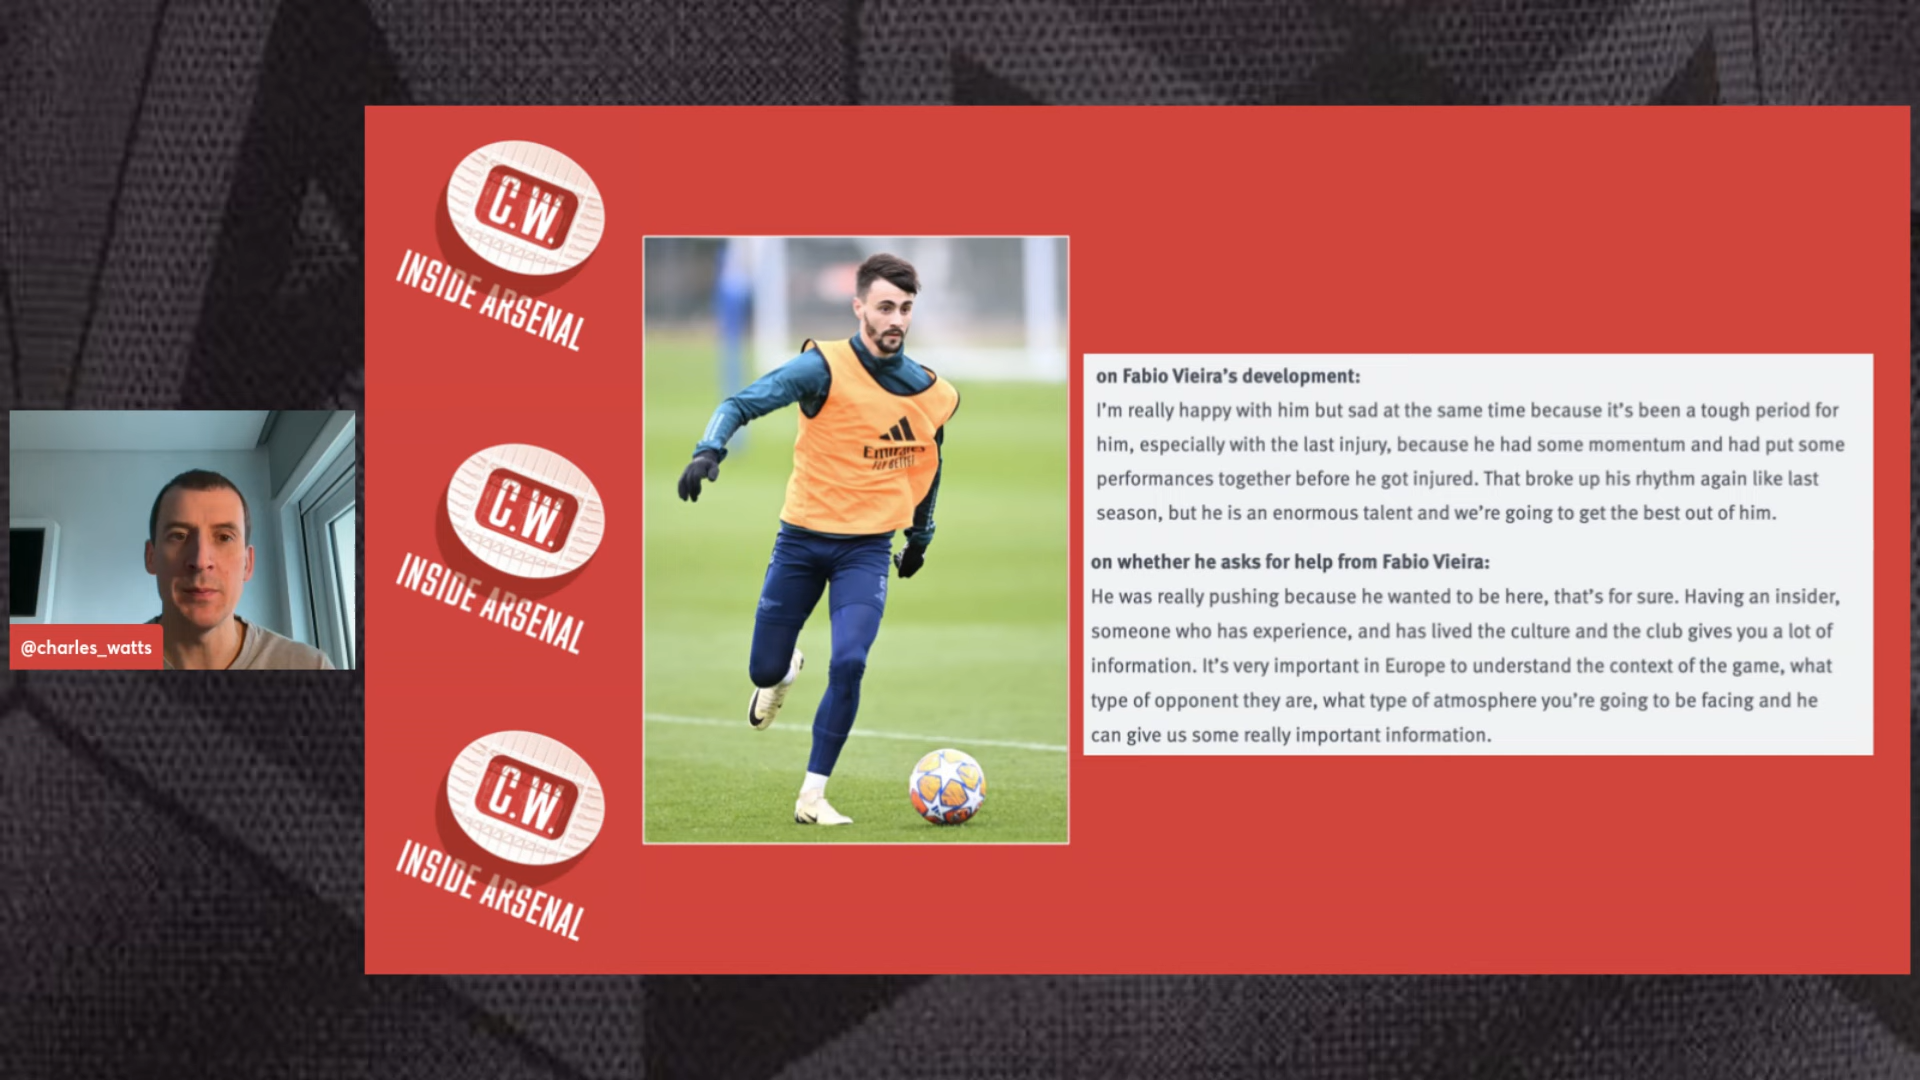 C.W.
INSIDE ARSENAL
C.W.
INSIDE ARSENAL
C.W.
INSIDE ARSENAL
@charles_watts
Emirates
FLY BETTER
on Fabio Vieira's development:
I'm really happy with him but sad at the same time because it's been a tough period for
him, especially with the last injury, because he had some momentum and had put some
performances together before he got injured. That broke up his rhythm again like last
season, but he is an enormous talent and we're going to get the best out of him.
on whether he asks for help from Fabio Vieira:
He was really pushing because he wanted to be here, that's for sure. Having an insider,
someone who has experience, and has lived the culture and the club gives you a lot of
information. It's very important in Europe to understand the context of the game, what
type of opponent they are, what type of atmosphere you're going to be facing and he
can give us some really important information.